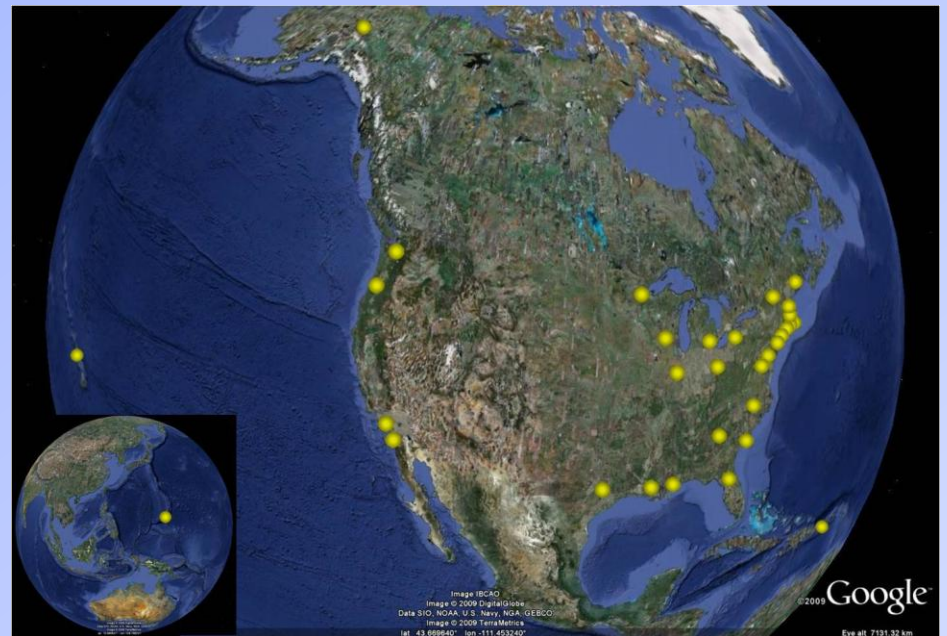 Image IBCAO
Image © 2009 DigitalGlobe
Data SIO, NOAA, U.S. Navy, NGA, GEBCO
Image © 2009 TerraMetrics
lat 43.669640° lon -111.453240°
©2009 Google™
Eye alt 7131.32 km